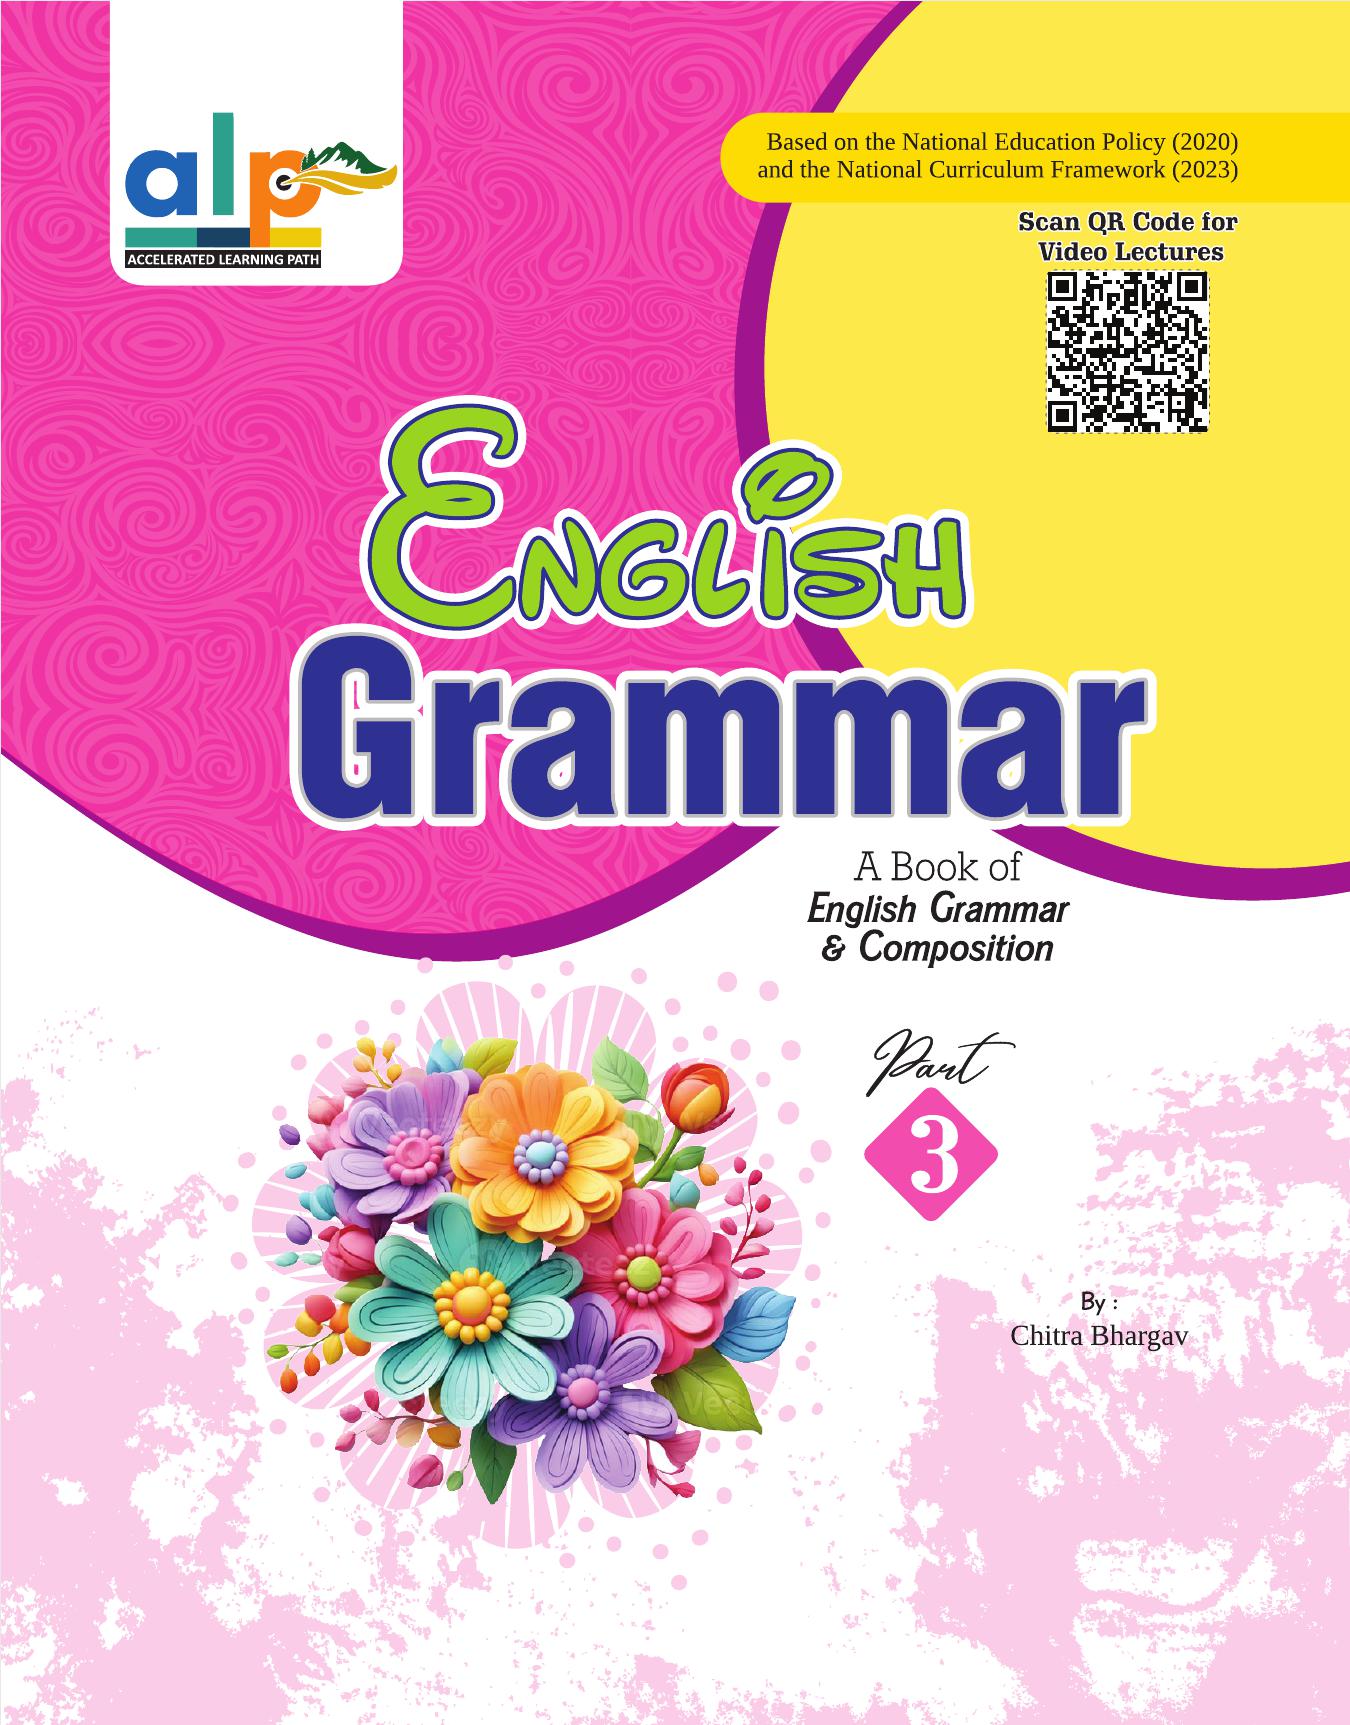 alp
ACCELERATED LEARNING PATH
Based on the National Education Policy (2020)
and the National Curriculum Framework (2023)
Scan QR Code for
Video Lectures
ENGLISH
Grammar
A Book of
English Grammar
& Composition
Part
3
By :
Chitra Bhargav